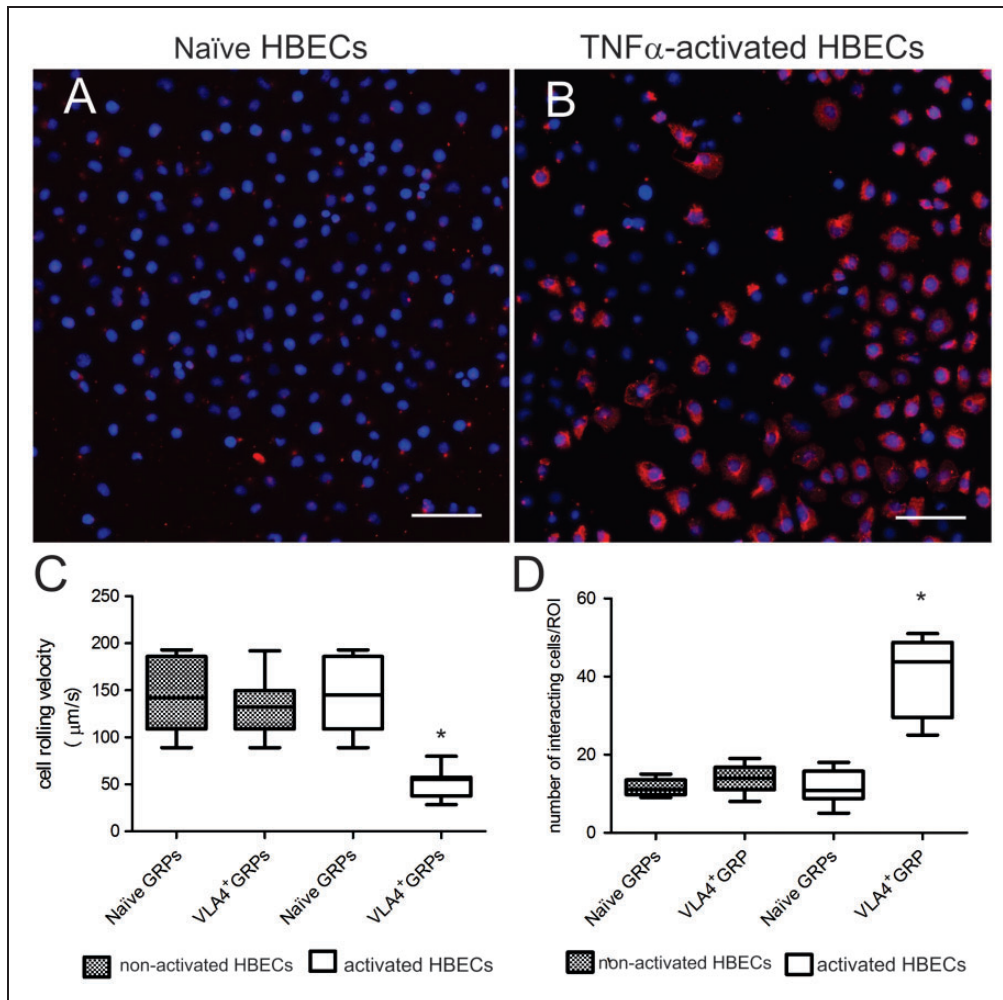 Naïve HBECs
TNFα-activated HBECs
A
B
C
250
200
150
100
50
0
cell rolling velocity
( µm/s)
*
Naïve GRPs
VLA4⁺GRPs
Naïve GRPs
VLA4⁺GRPs
non-activated HBECs
activated HBECs
D
60
40
20
0
number of interacting cells/ROI
*
Naïve GRPs
VLA4⁺GRP
Naïve GRPs
VLA4⁺GRP
non-activated HBECs
activated HBECs